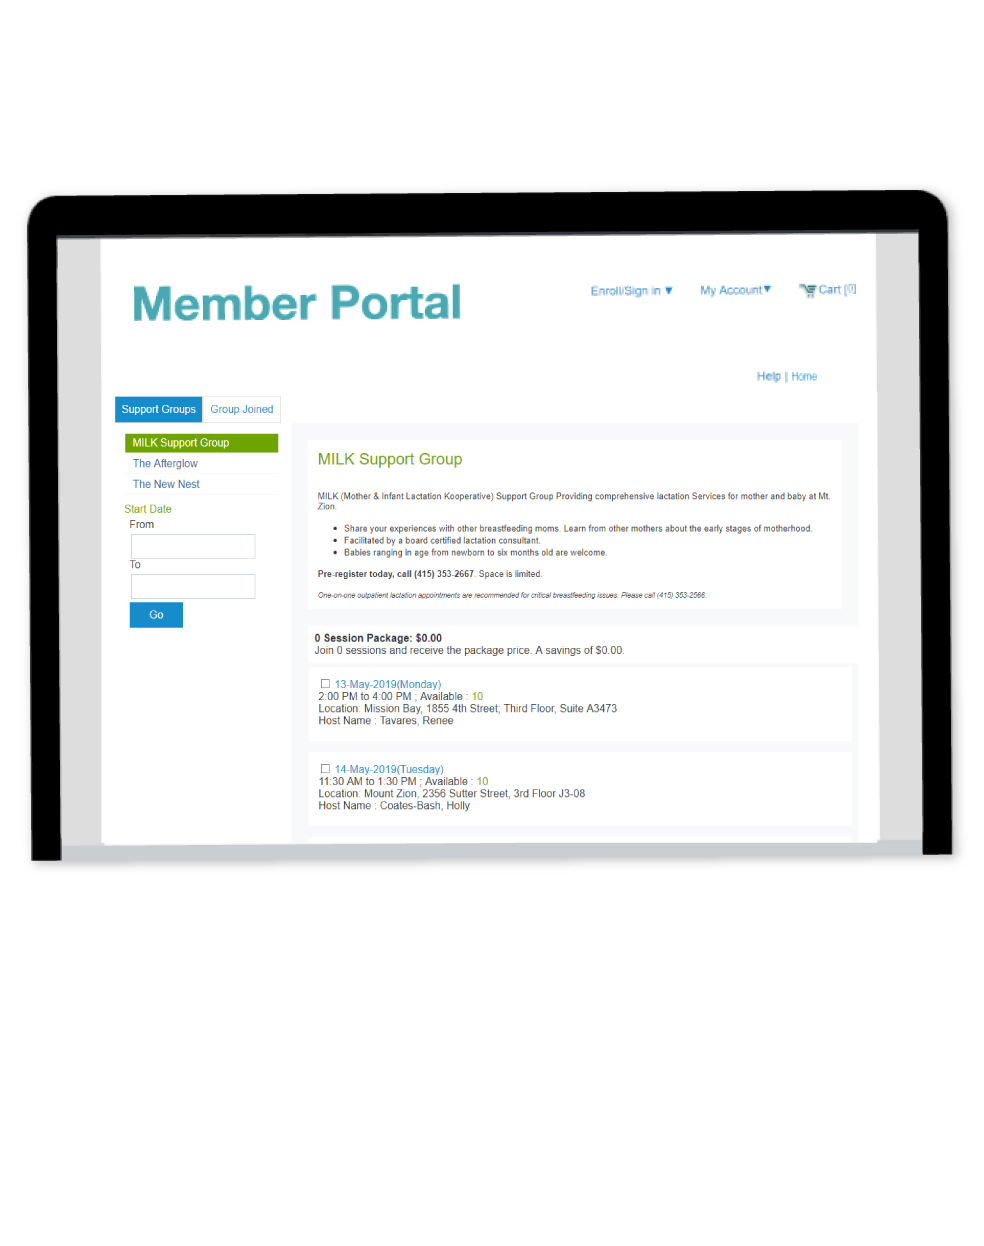 Member Portal
Enroll/Sign in ▼ My Account▼ Cart [0]
Help | Home
Support Groups Group Joined
MILK Support Group
The Afterglow
The New Nest
Start Date
From
To
Go
MILK Support Group
MILK (Mother & Infant Lactation Kooperative) Support Group Providing comprehensive lactation Services for mother and baby at Mt.
Zion.
• Share your experiences with other breastfeeding moms. Learn from other mothers about the early stages of motherhood.
• Facilitated by a board certified lactation consultant.
• Babies ranging in age from newborn to six months old are welcome.
Pre-register today, call (415) 353-2667. Space is limited.
One-on-one outpatient lactation appointments are recommended for critical breastfeeding issues. Please call (415) 353-2566.
0 Session Package: $0.00
Join 0 sessions and receive the package price. A savings of $0.00.
13-May-2019(Monday)
2:00 PM to 4:00 PM ; Available : 10
Location: Mission Bay, 1855 4th Street; Third Floor, Suite A3473
Host Name : Tavares, Renee
14-May-2019(Tuesday)
11:30 AM to 1:30 PM ; Available : 10
Location: Mount Zion, 2356 Sutter Street, 3rd Floor J3-08
Host Name : Coates-Bash, Holly